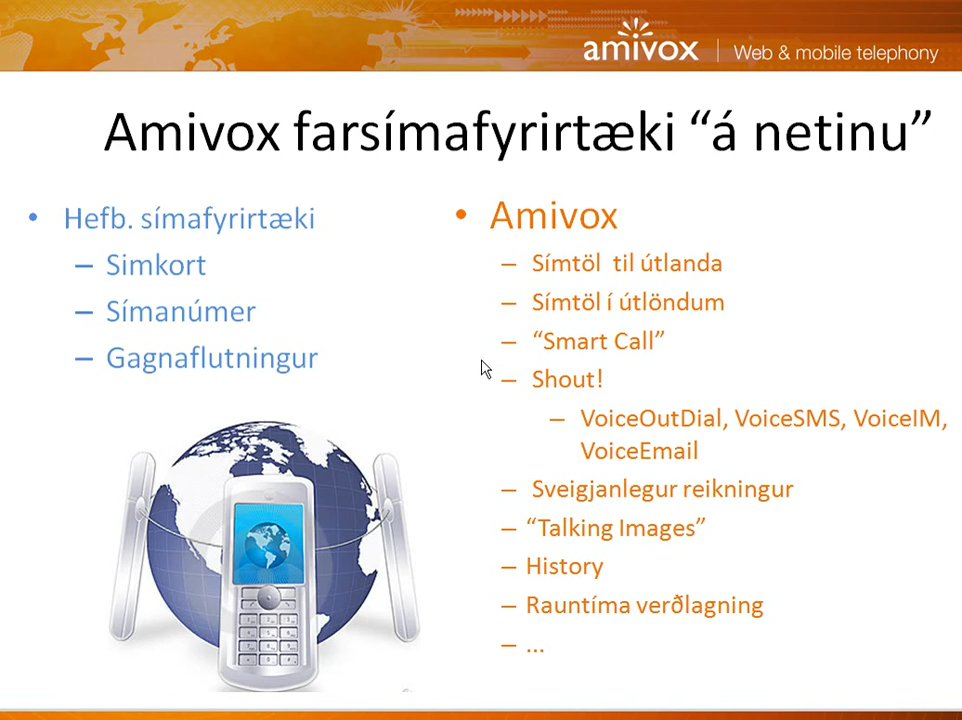 amivox | Web & mobile telephony
Amivox farsímafyrirtæki “á netinu”
• Hefb. símafyrirtæki
– Simkort
– Símanúmer
– Gagnaflutningur
• Amivox
– Símtöl til útlanda
– Símtöl í útlöndum
– “Smart Call”
– Shout!
– VoiceOutDial, VoiceSMS, VoiceIM,
VoiceEmail
– Sveigjanlegur reikningur
– “Talking Images”
– History
– Rauntíma verðlagning
– ...